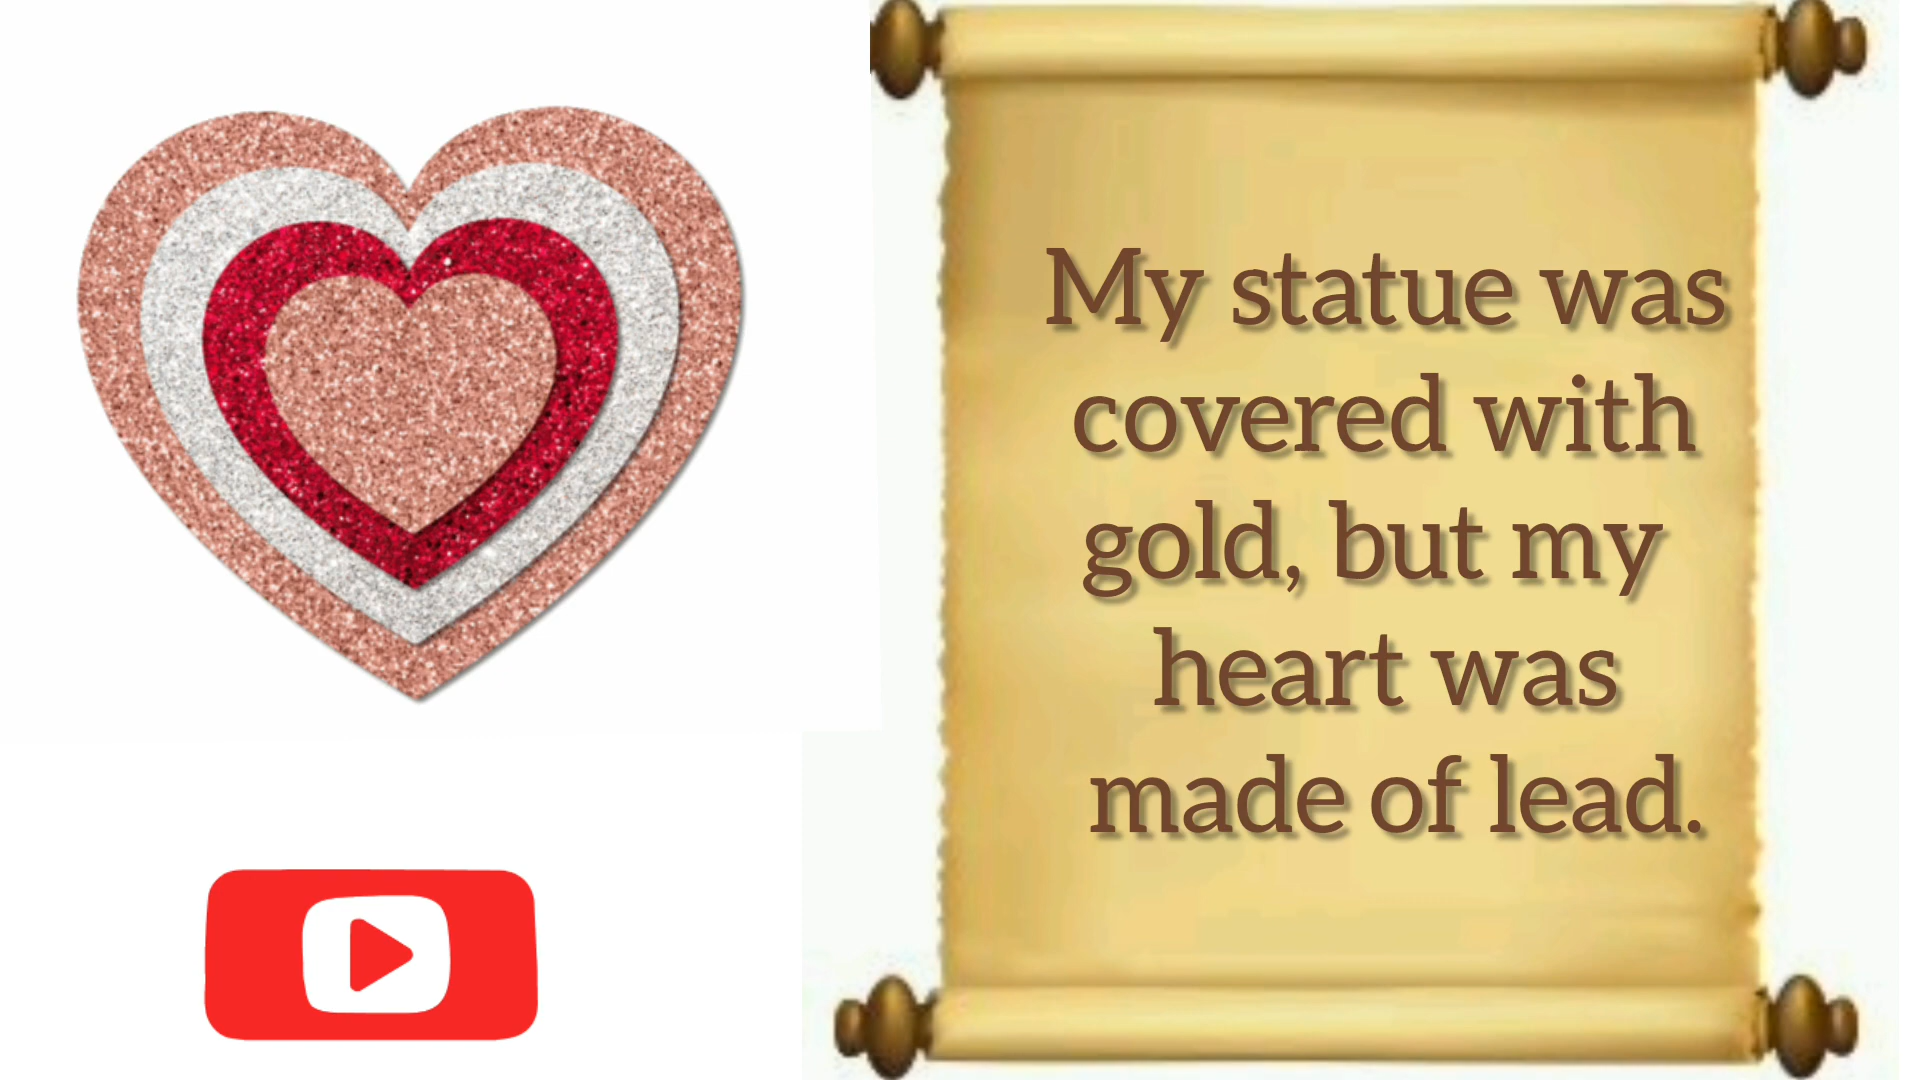 My statue was
covered with
gold, but my
heart was
made of lead.